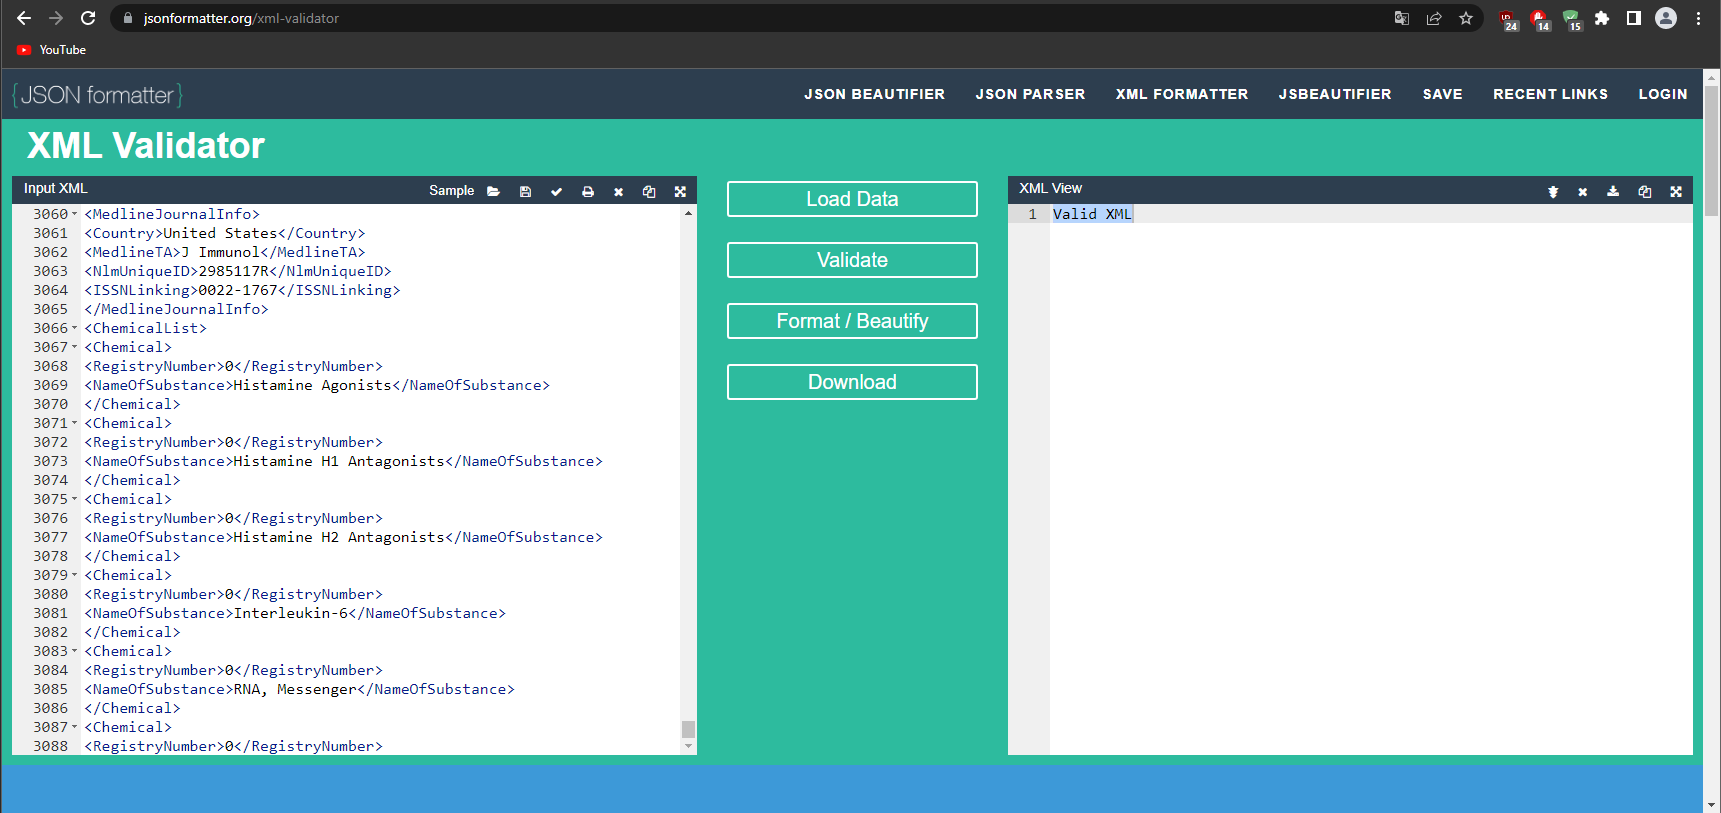 jsonformatter.org/xml-validator
24
14
15
YouTube
{JSON formatter}
JSON BEAUTIFIER
JSON PARSER
XML FORMATTER
JSBEAUTIFIER
SAVE
RECENT LINKS
LOGIN
XML Validator
Input XML
Sample
3060 <MedlineJournalInfo>
3061 <Country>United States</Country>
3062 <MedlineTA>J Immunol</MedlineTA>
3063 <NlmUniqueID>2985117R</NlmUniqueID>
3064 <ISSNLinking>0022-1767</ISSNLinking>
3065 </MedlineJournalInfo>
3066 <ChemicalList>
3067 <Chemical>
3068 <RegistryNumber>0</RegistryNumber>
3069 <NameOfSubstance>Histamine Agonists</NameOfSubstance>
3070 </Chemical>
3071 <Chemical>
3072 <RegistryNumber>0</RegistryNumber>
3073 <NameOfSubstance>Histamine H1 Antagonists</NameOfSubstance>
3074 </Chemical>
3075 <Chemical>
3076 <RegistryNumber>0</RegistryNumber>
3077 <NameOfSubstance>Histamine H2 Antagonists</NameOfSubstance>
3078 </Chemical>
3079 <Chemical>
3080 <RegistryNumber>0</RegistryNumber>
3081 <NameOfSubstance>Interleukin-6</NameOfSubstance>
3082 </Chemical>
3083 <Chemical>
3084 <RegistryNumber>0</RegistryNumber>
3085 <NameOfSubstance>RNA, Messenger</NameOfSubstance>
3086 </Chemical>
3087 <Chemical>
3088 <RegistryNumber>0</RegistryNumber>
Load Data
Validate
Format / Beautify
Download
XML View
1 Valid XML